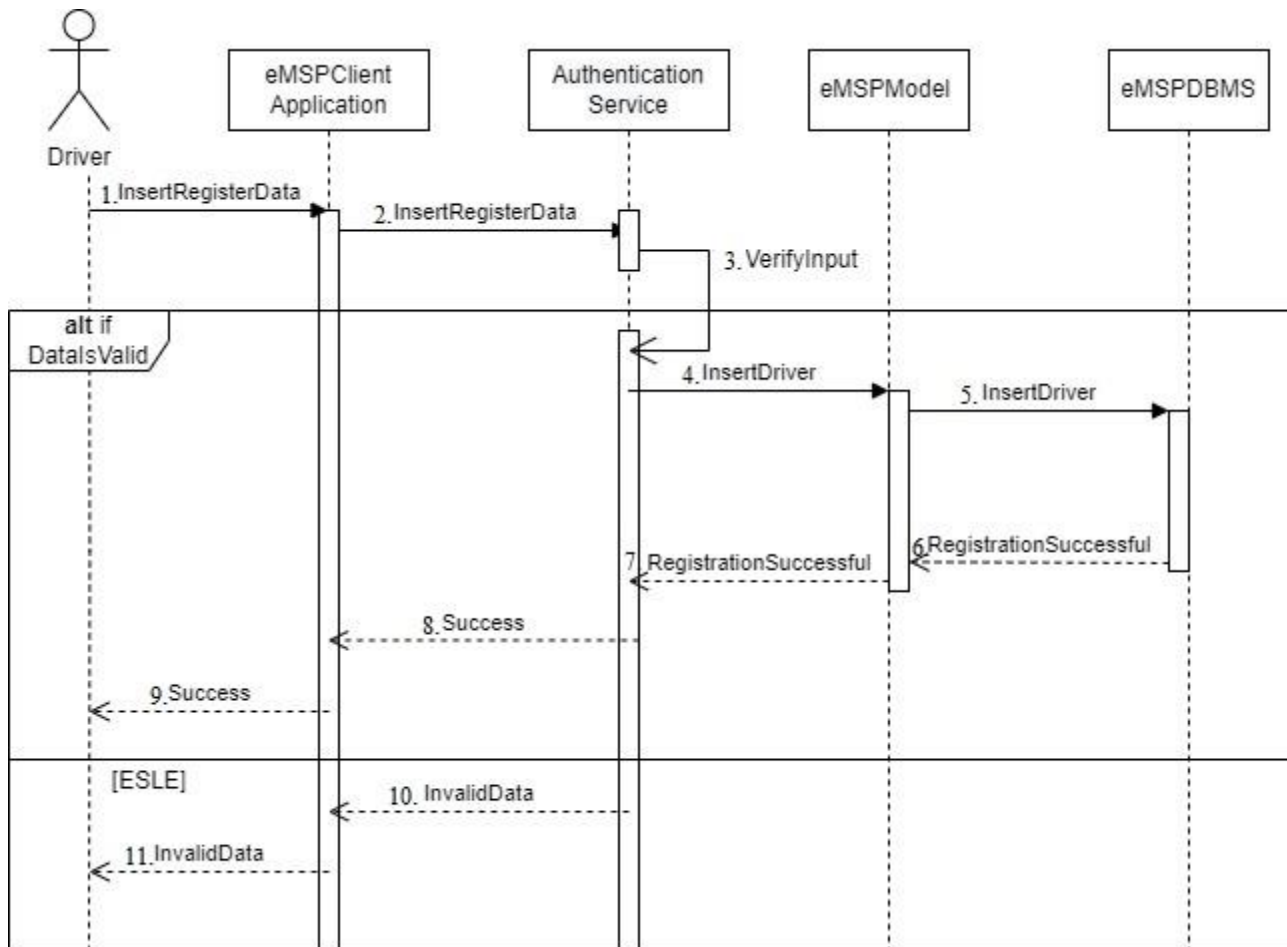 eMSPClient
Application
Authentication
Service
eMSPModel
eMSPDBMS
Driver
1.InsertRegisterData
2.InsertRegisterData
3.VerifyInput
alt if
DataIsValid
4.InsertDriver
5. InsertDriver
6.RegistrationSuccessful
7. RegistrationSuccessful
8.Success
9.Success
[ESLE]
10. InvalidData
11.InvalidData